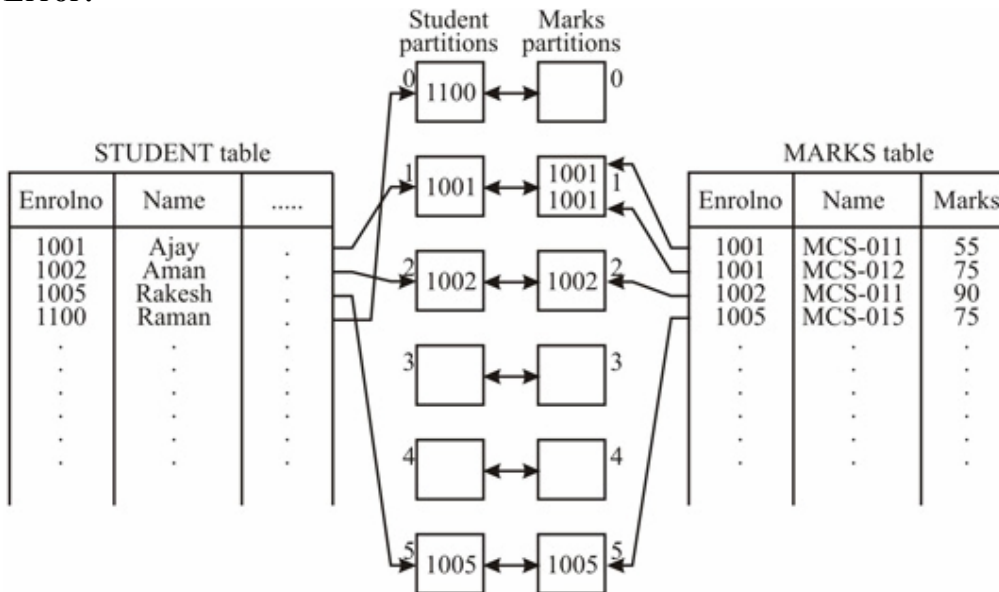 Error:
Student partitions
Marks partitions
0 1100 0
STUDENT table
MARKS table
1 1001 1001 1
1001
Enrolno Name .....
Enrolno Name Marks
1001 Ajay .
1002 Aman .
1005 Rakesh .
1100 Raman .
1001 MCS-011 55
1001 MCS-012 75
1002 MCS-011 90
1005 MCS-015 75
2 1002 1002 2
3 3
4 4
5 1005 1005 5